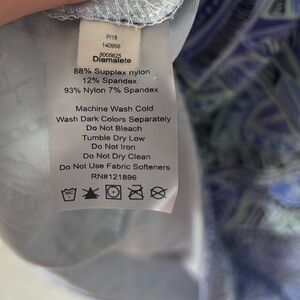 P/18
140958
3005625
Diamalete
88% Supplex nylon
12% Spandex
93% Nylon 7% Spandex
Machine Wash Cold
Wash Dark Colors Separately
Do Not Bleach
Tumble Dry Low
Do Not Iron
Do Not Dry Clean
Do Not Use Fabric Softeners
RN#121896